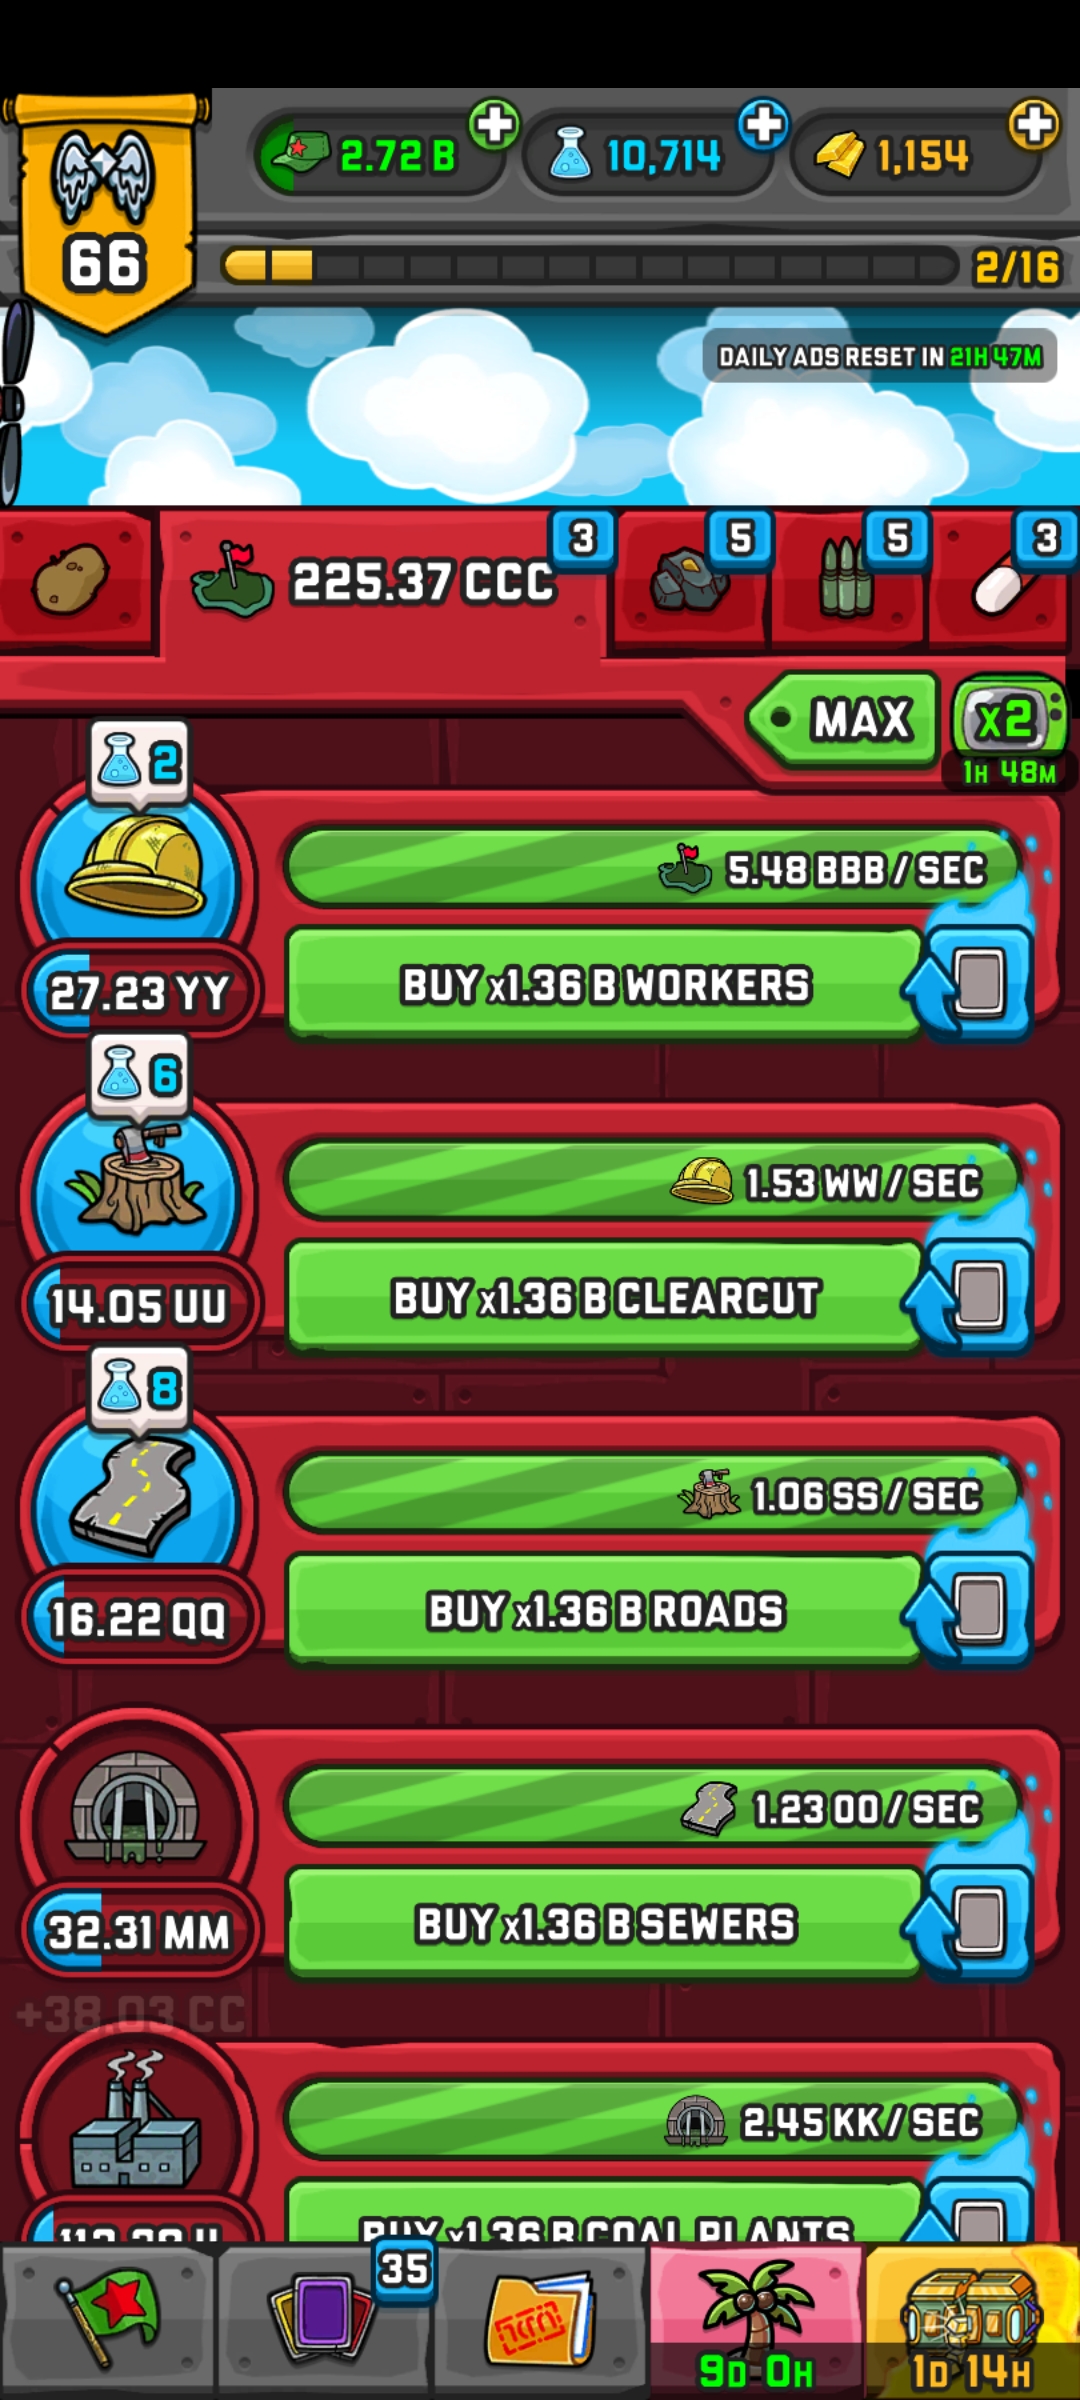 2.72 B
10,714
1,154
66
2/16
DAILY ADS RESET IN 21H 47M
225.37 CCC
3
5
5
3
MAX
x2
1H 48M
2
5.48 BBB / SEC
27.23 YY
BUY x1.36 B WORKERS
6
1.53 WW / SEC
14.05 UU
BUY x1.36 B CLEARCUT
8
1.06 SS / SEC
16.22 QQ
BUY x1.36 B ROADS
1.23 OO / SEC
32.31 MM
BUY x1.36 B SEWERS
+38.03 CC
2.45 KK / SEC
BUY x1.36 B COAL PLANTS
35
9D 0H
1D 14H